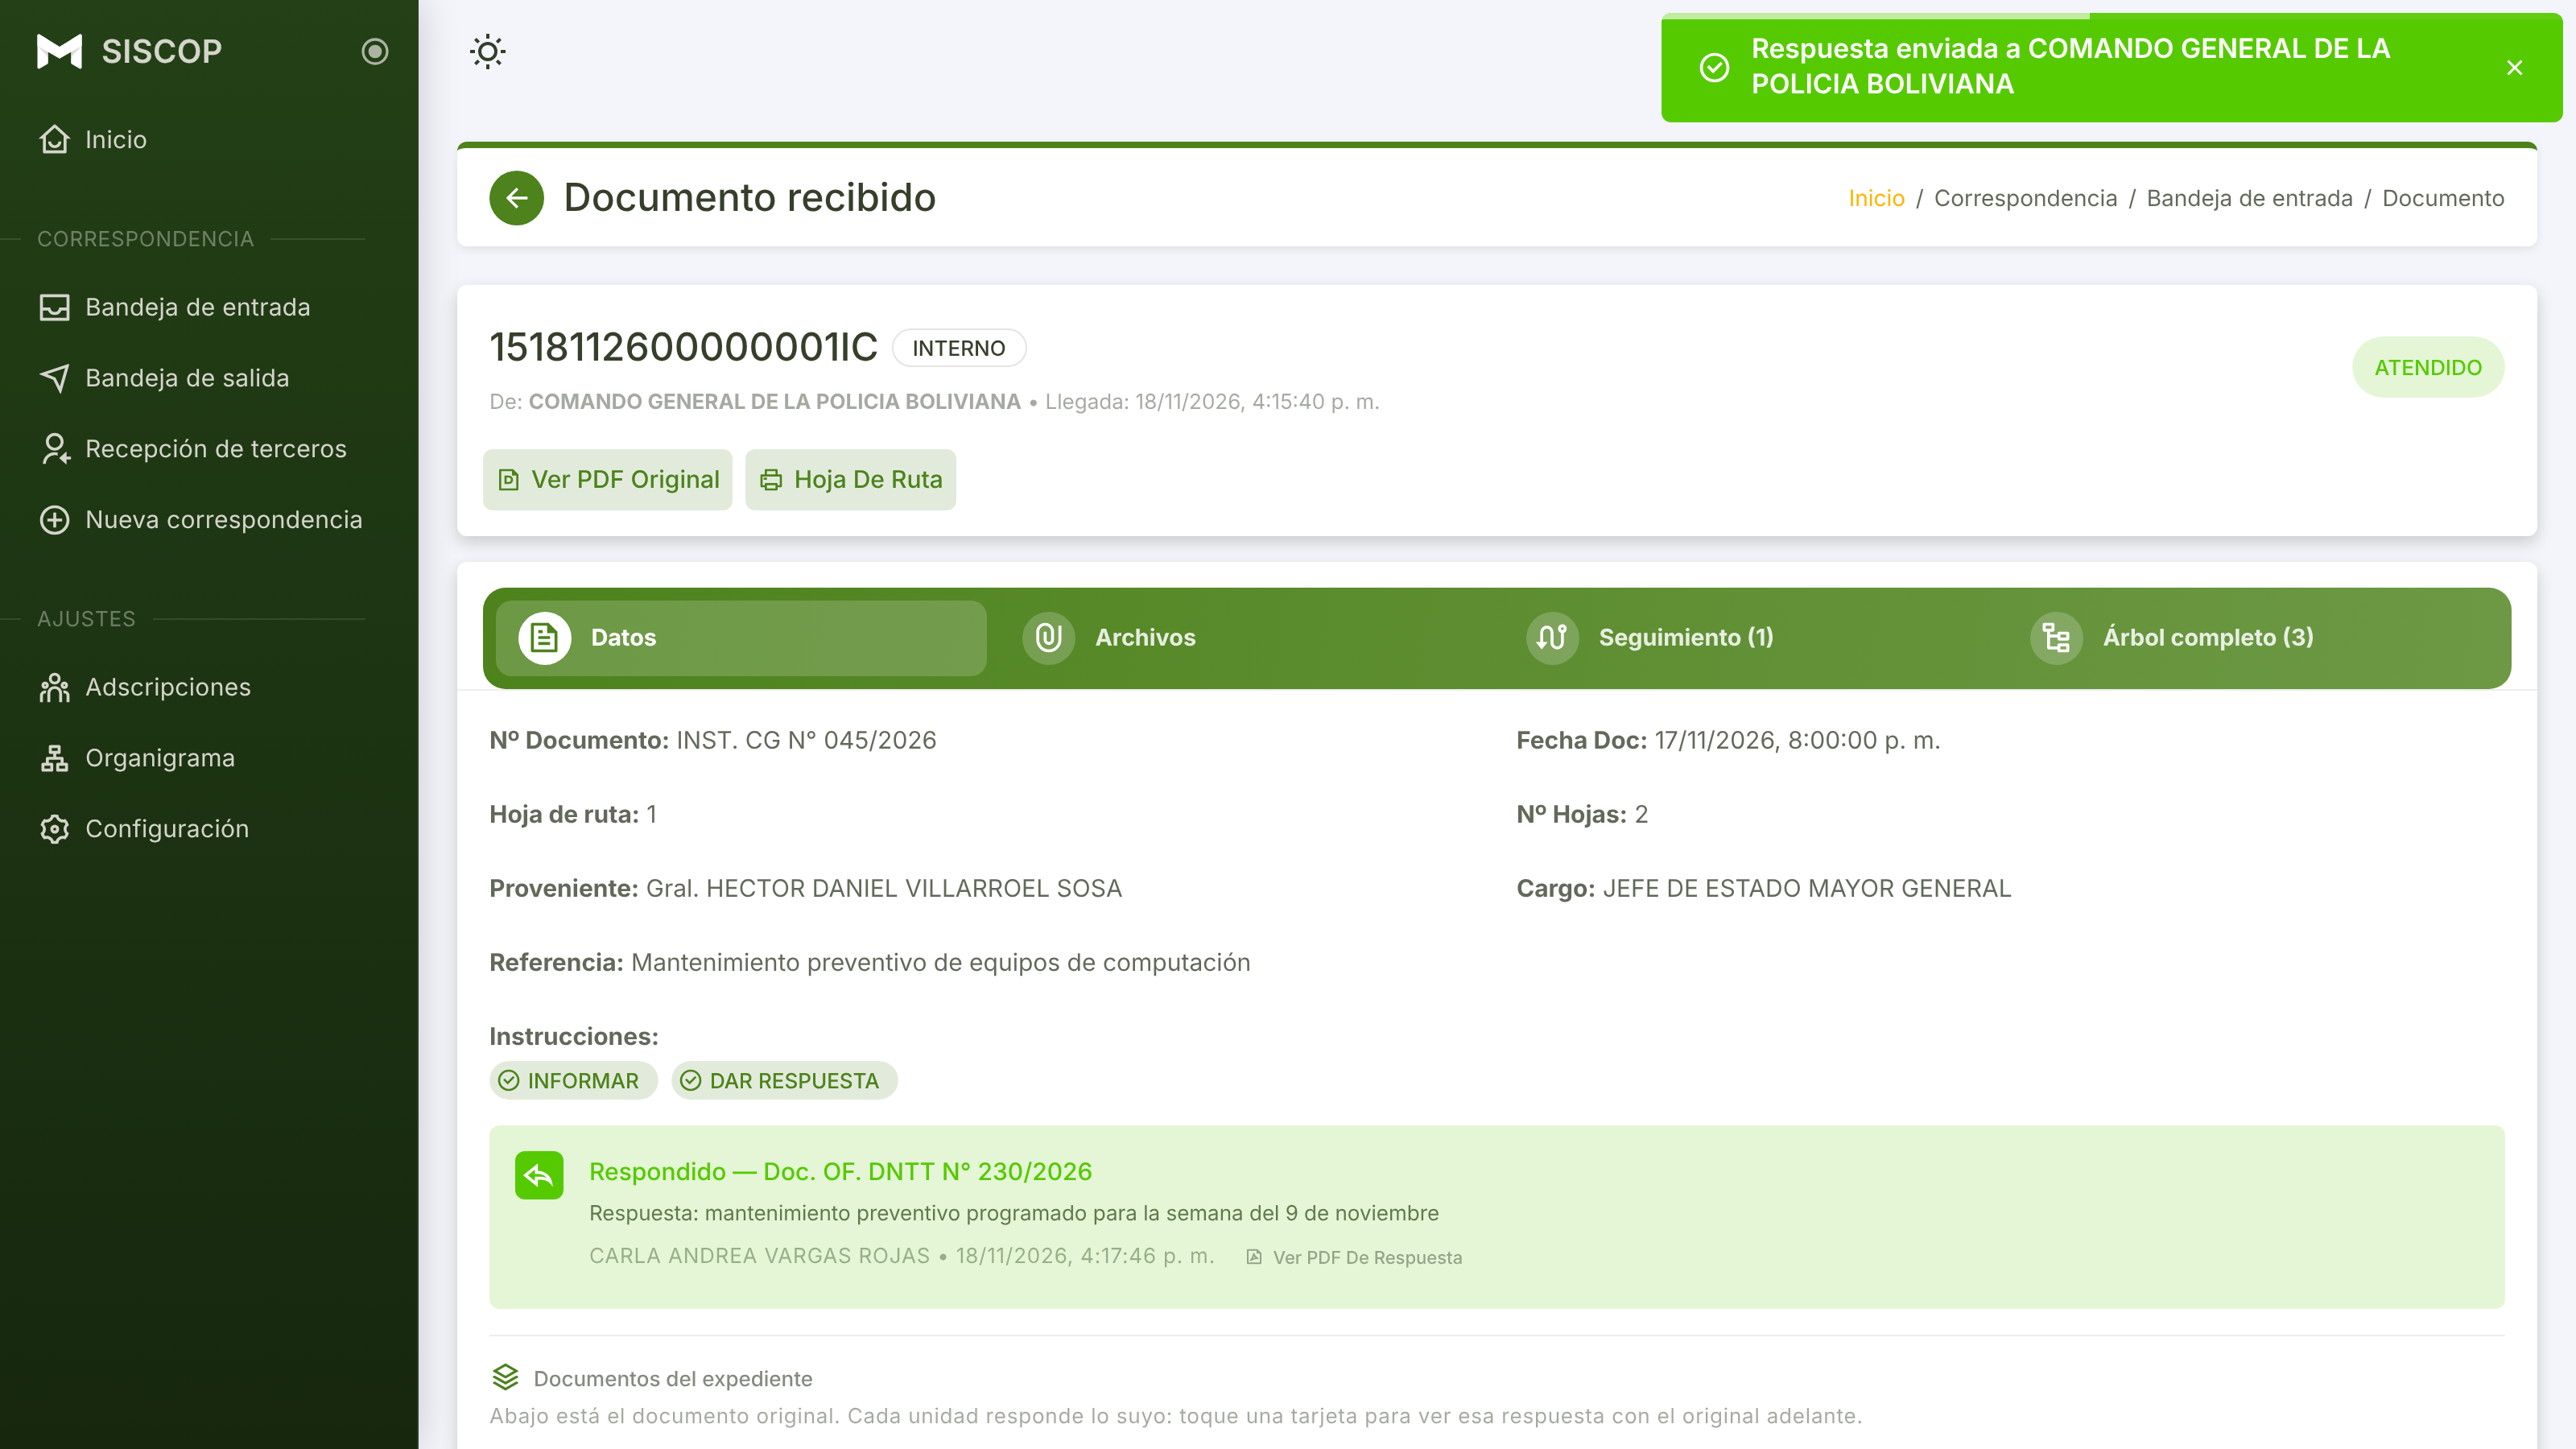 SISCOP
Inicio
CORRESPONDENCIA
Bandeja de entrada
Bandeja de salida
Recepción de terceros
Nueva correspondencia
AJUSTES
Adscripciones
Organigrama
Configuración
Respuesta enviada a COMANDO GENERAL DE LA
POLICIA BOLIVIANA
Documento recibido
Inicio / Correspondencia / Bandeja de entrada / Documento
1518112600000001IC INTERNO
De: COMANDO GENERAL DE LA POLICIA BOLIVIANA • Llegada: 18/11/2026, 4:15:40 p. m.
ATENDIDO
Ver PDF Original
Hoja De Ruta
Datos
Archivos
Seguimiento (1)
Árbol completo (3)
Nº Documento: INST. CG N° 045/2026
Fecha Doc: 17/11/2026, 8:00:00 p. m.
Hoja de ruta: 1
Nº Hojas: 2
Proveniente: Gral. HECTOR DANIEL VILLARROEL SOSA
Cargo: JEFE DE ESTADO MAYOR GENERAL
Referencia: Mantenimiento preventivo de equipos de computación
Instrucciones:
INFORMAR
DAR RESPUESTA
Respondido — Doc. OF. DNTT N° 230/2026
Respuesta: mantenimiento preventivo programado para la semana del 9 de noviembre
CARLA ANDREA VARGAS ROJAS • 18/11/2026, 4:17:46 p. m. Ver PDF De Respuesta
Documentos del expediente
Abajo está el documento original. Cada unidad responde lo suyo: toque una tarjeta para ver esa respuesta con el original adelante.